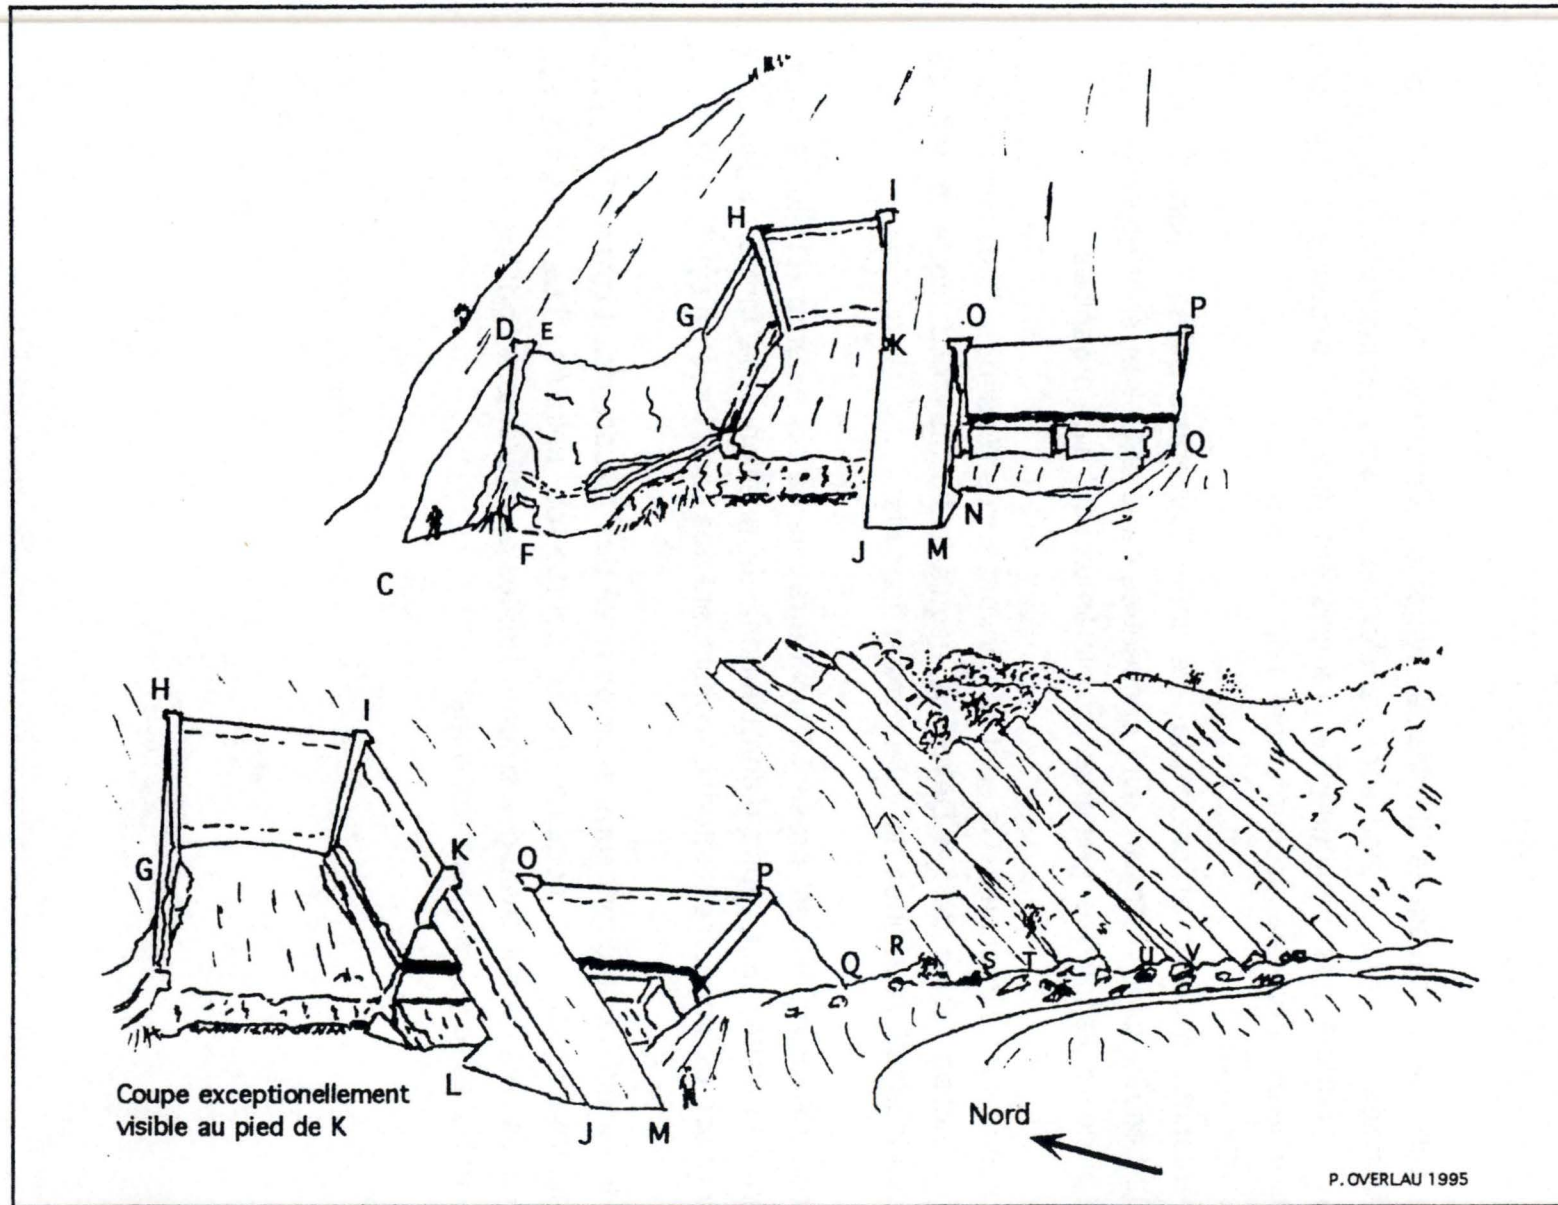 I
H
O
P
G
D E
K
Q
N
F
J M
C
H
I
K
O
P
G
Q
R
S
T
U
V
L
Coupe exceptionellement
visible au pied de K
J
M
Nord
P. OVERLAU 1995